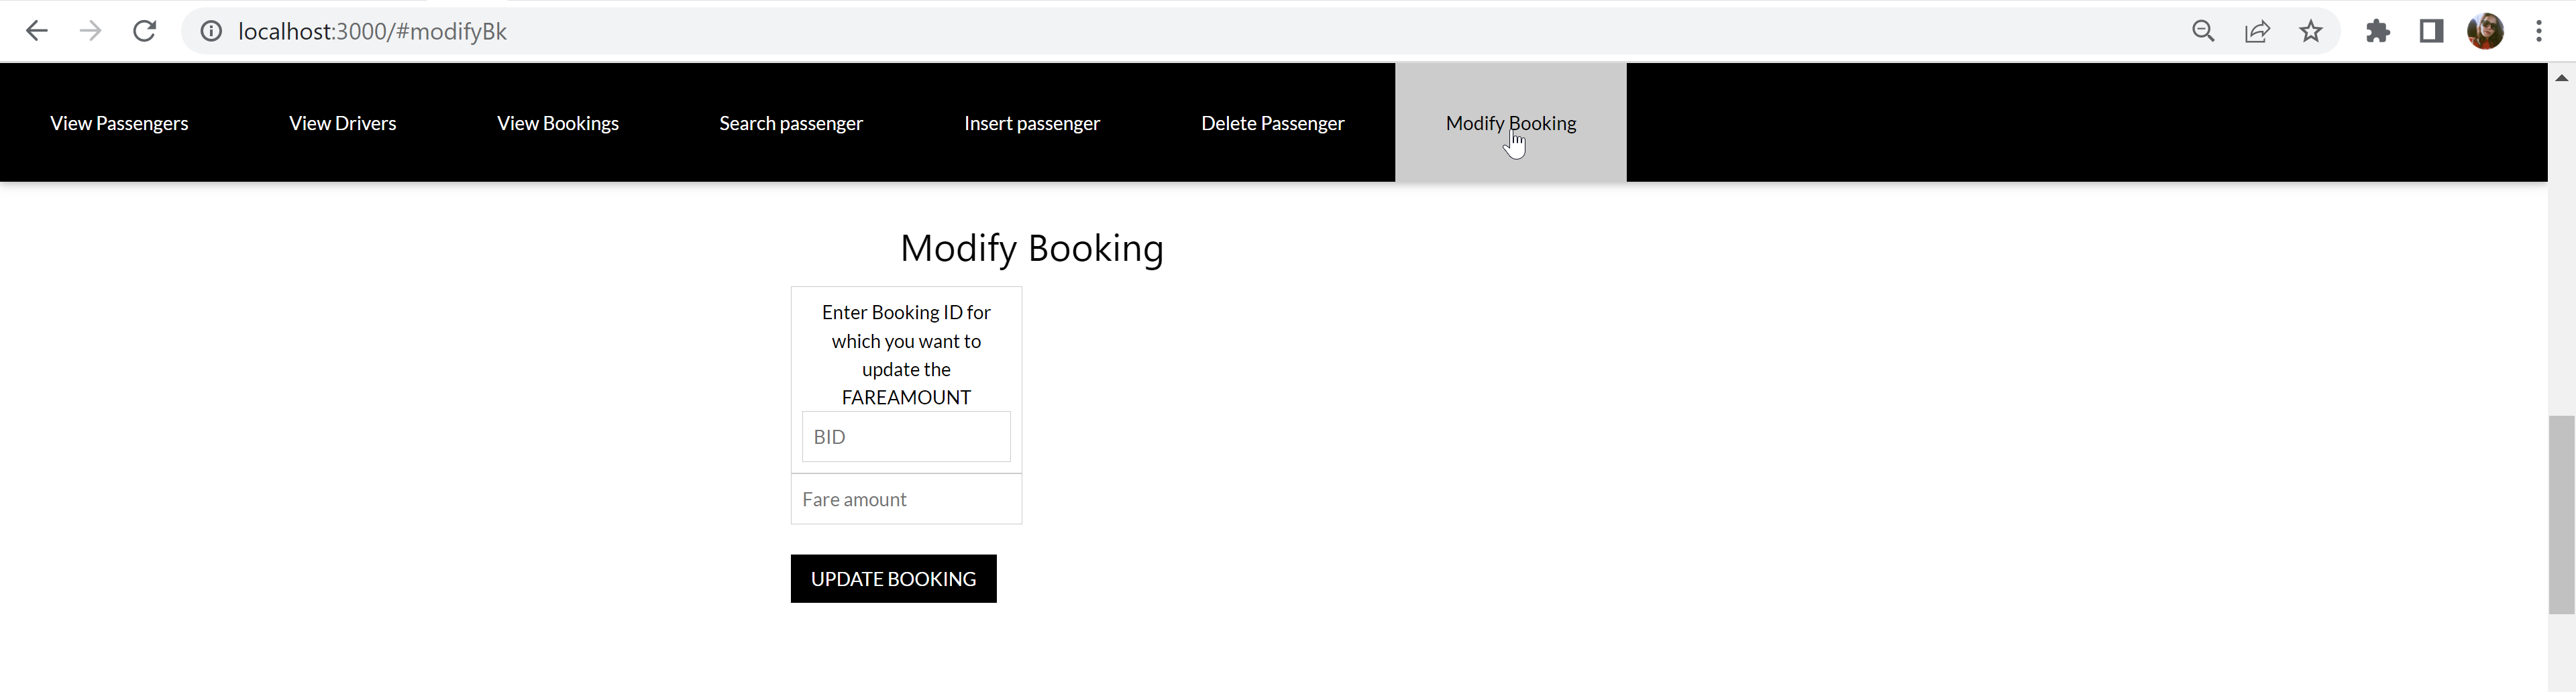 localhost:3000/#modifyBk
View Passengers View Drivers View Bookings Search passenger Insert passenger Delete Passenger Modify Booking
Modify Booking
Enter Booking ID for
which you want to
update the
FAREAMOUNT
BID
Fare amount
UPDATE BOOKING